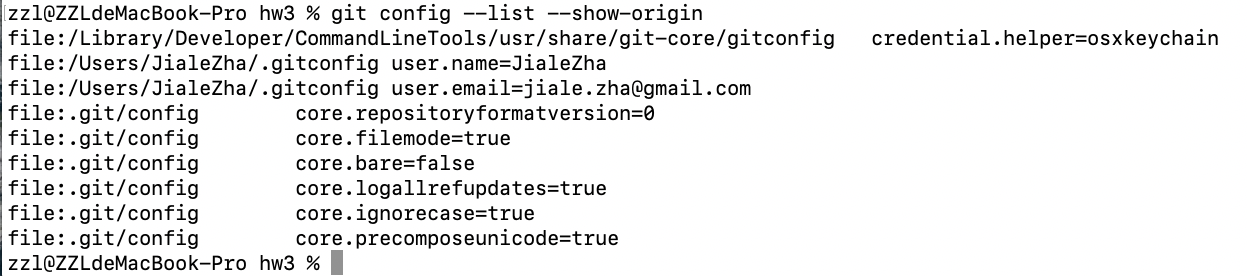 zzl@ZZLdeMacBook-Pro hw3 % git config --list --show-origin
file:/Library/Developer/CommandLineTools/usr/share/git-core/gitconfig   credential.helper=osxkeychain
file:/Users/JialeZha/.gitconfig user.name=JialeZha
file:/Users/JialeZha/.gitconfig user.email=jiale.zha@gmail.com
file:.git/config        core.repositoryformatversion=0
file:.git/config        core.filemode=true
file:.git/config        core.bare=false
file:.git/config        core.logallrefupdates=true
file:.git/config        core.ignorecase=true
file:.git/config        core.precomposeunicode=true
zzl@ZZLdeMacBook-Pro hw3 %